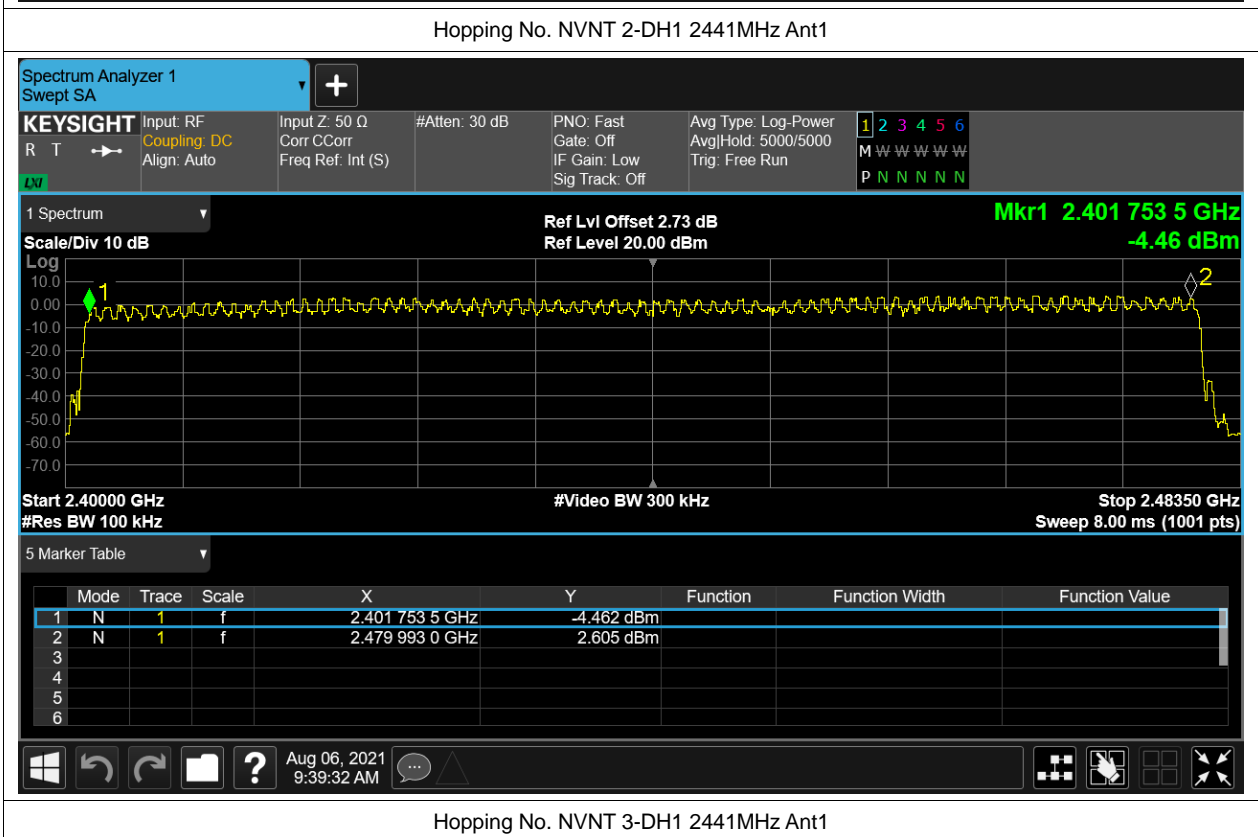 Hopping No. NVNT 2-DH1 2441MHz Ant1
Spectrum Analyzer 1
Swept SA
KEYSIGHT
R T
LXI
Input: RF
Coupling: DC
Align: Auto
Input Z: 50 Ω
Corr CCorr
Freq Ref: Int (S)
#Atten: 30 dB
PNO: Fast
Gate: Off
IF Gain: Low
Sig Track: Off
Avg Type: Log-Power
Avg|Hold: 5000/5000
Trig: Free Run
1 2 3 4 5 6
M W W W W W
P N N N N N
1 Spectrum
Scale/Div 10 dB
Ref Lvl Offset 2.73 dB
Ref Level 20.00 dBm
Mkr1 2.401 753 5 GHz
-4.46 dBm
Log
10.0
0.00
-10.0
-20.0
-30.0
-40.0
-50.0
-60.0
-70.0
1
2
Start 2.40000 GHz
#Res BW 100 kHz
#Video BW 300 kHz
Stop 2.48350 GHz
Sweep 8.00 ms (1001 pts)
5 Marker Table
Mode Trace Scale X Y Function Function Width Function Value
1 N 1 f 2.401 753 5 GHz -4.462 dBm
2 N 1 f 2.479 993 0 GHz 2.605 dBm
3
4
5
6
?
Aug 06, 2021
9:39:32 AM
Hopping No. NVNT 3-DH1 2441MHz Ant1